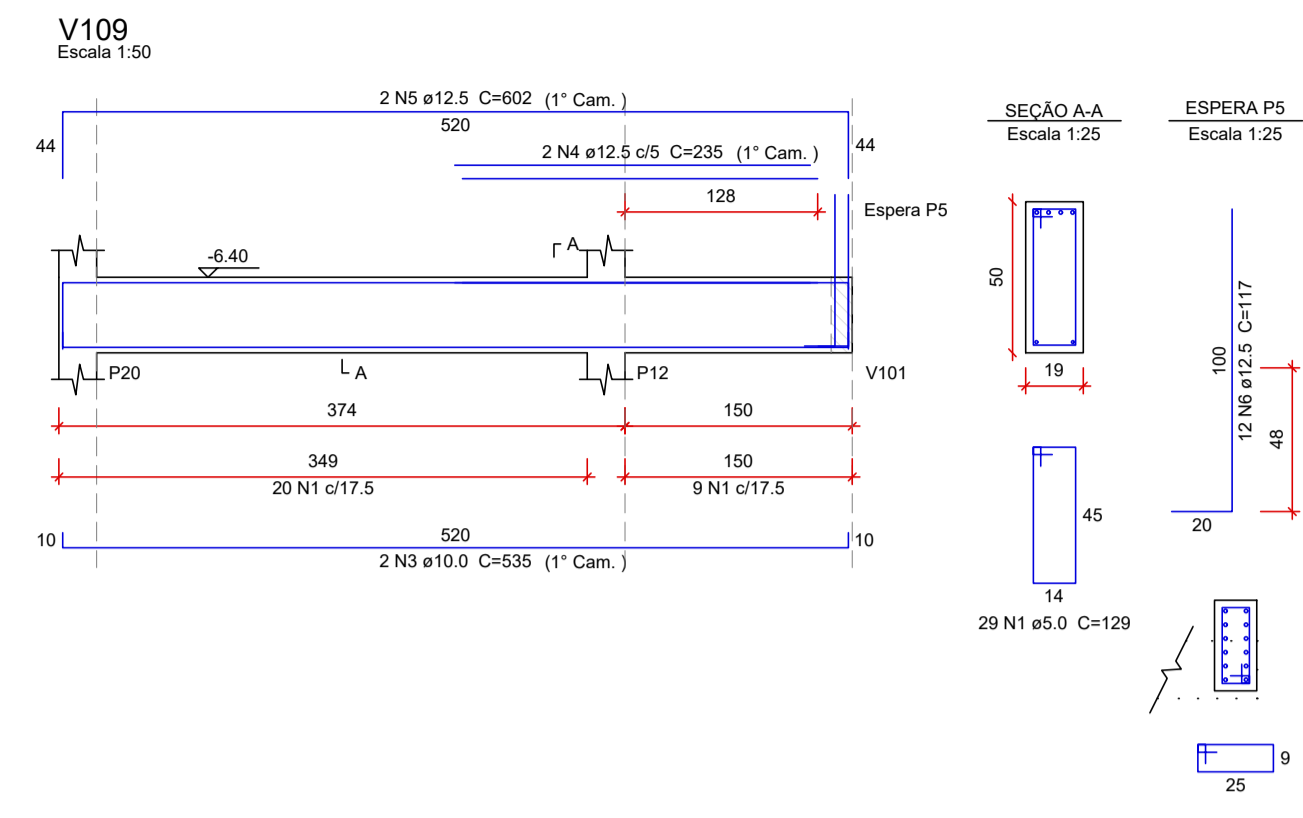 V109
Escala 1:50
2 N5 ø12.5 C=602 (1° Cam. )
520
44
44
2 N4 ø12.5 c/5 C=235 (1° Cam. )
128
Espera P5
-6.40
A
P20
A
P12
V101
374
150
349
150
20 N1 c/17.5
9 N1 c/17.5
10
520
10
2 N3 ø10.0 C=535 (1° Cam. )
SEÇÃO A-A
Escala 1:25
50
19
45
14
29 N1 ø5.0 C=129
ESPERA P5
Escala 1:25
100
12 N6 ø12.5 C=117
48
20
9
25